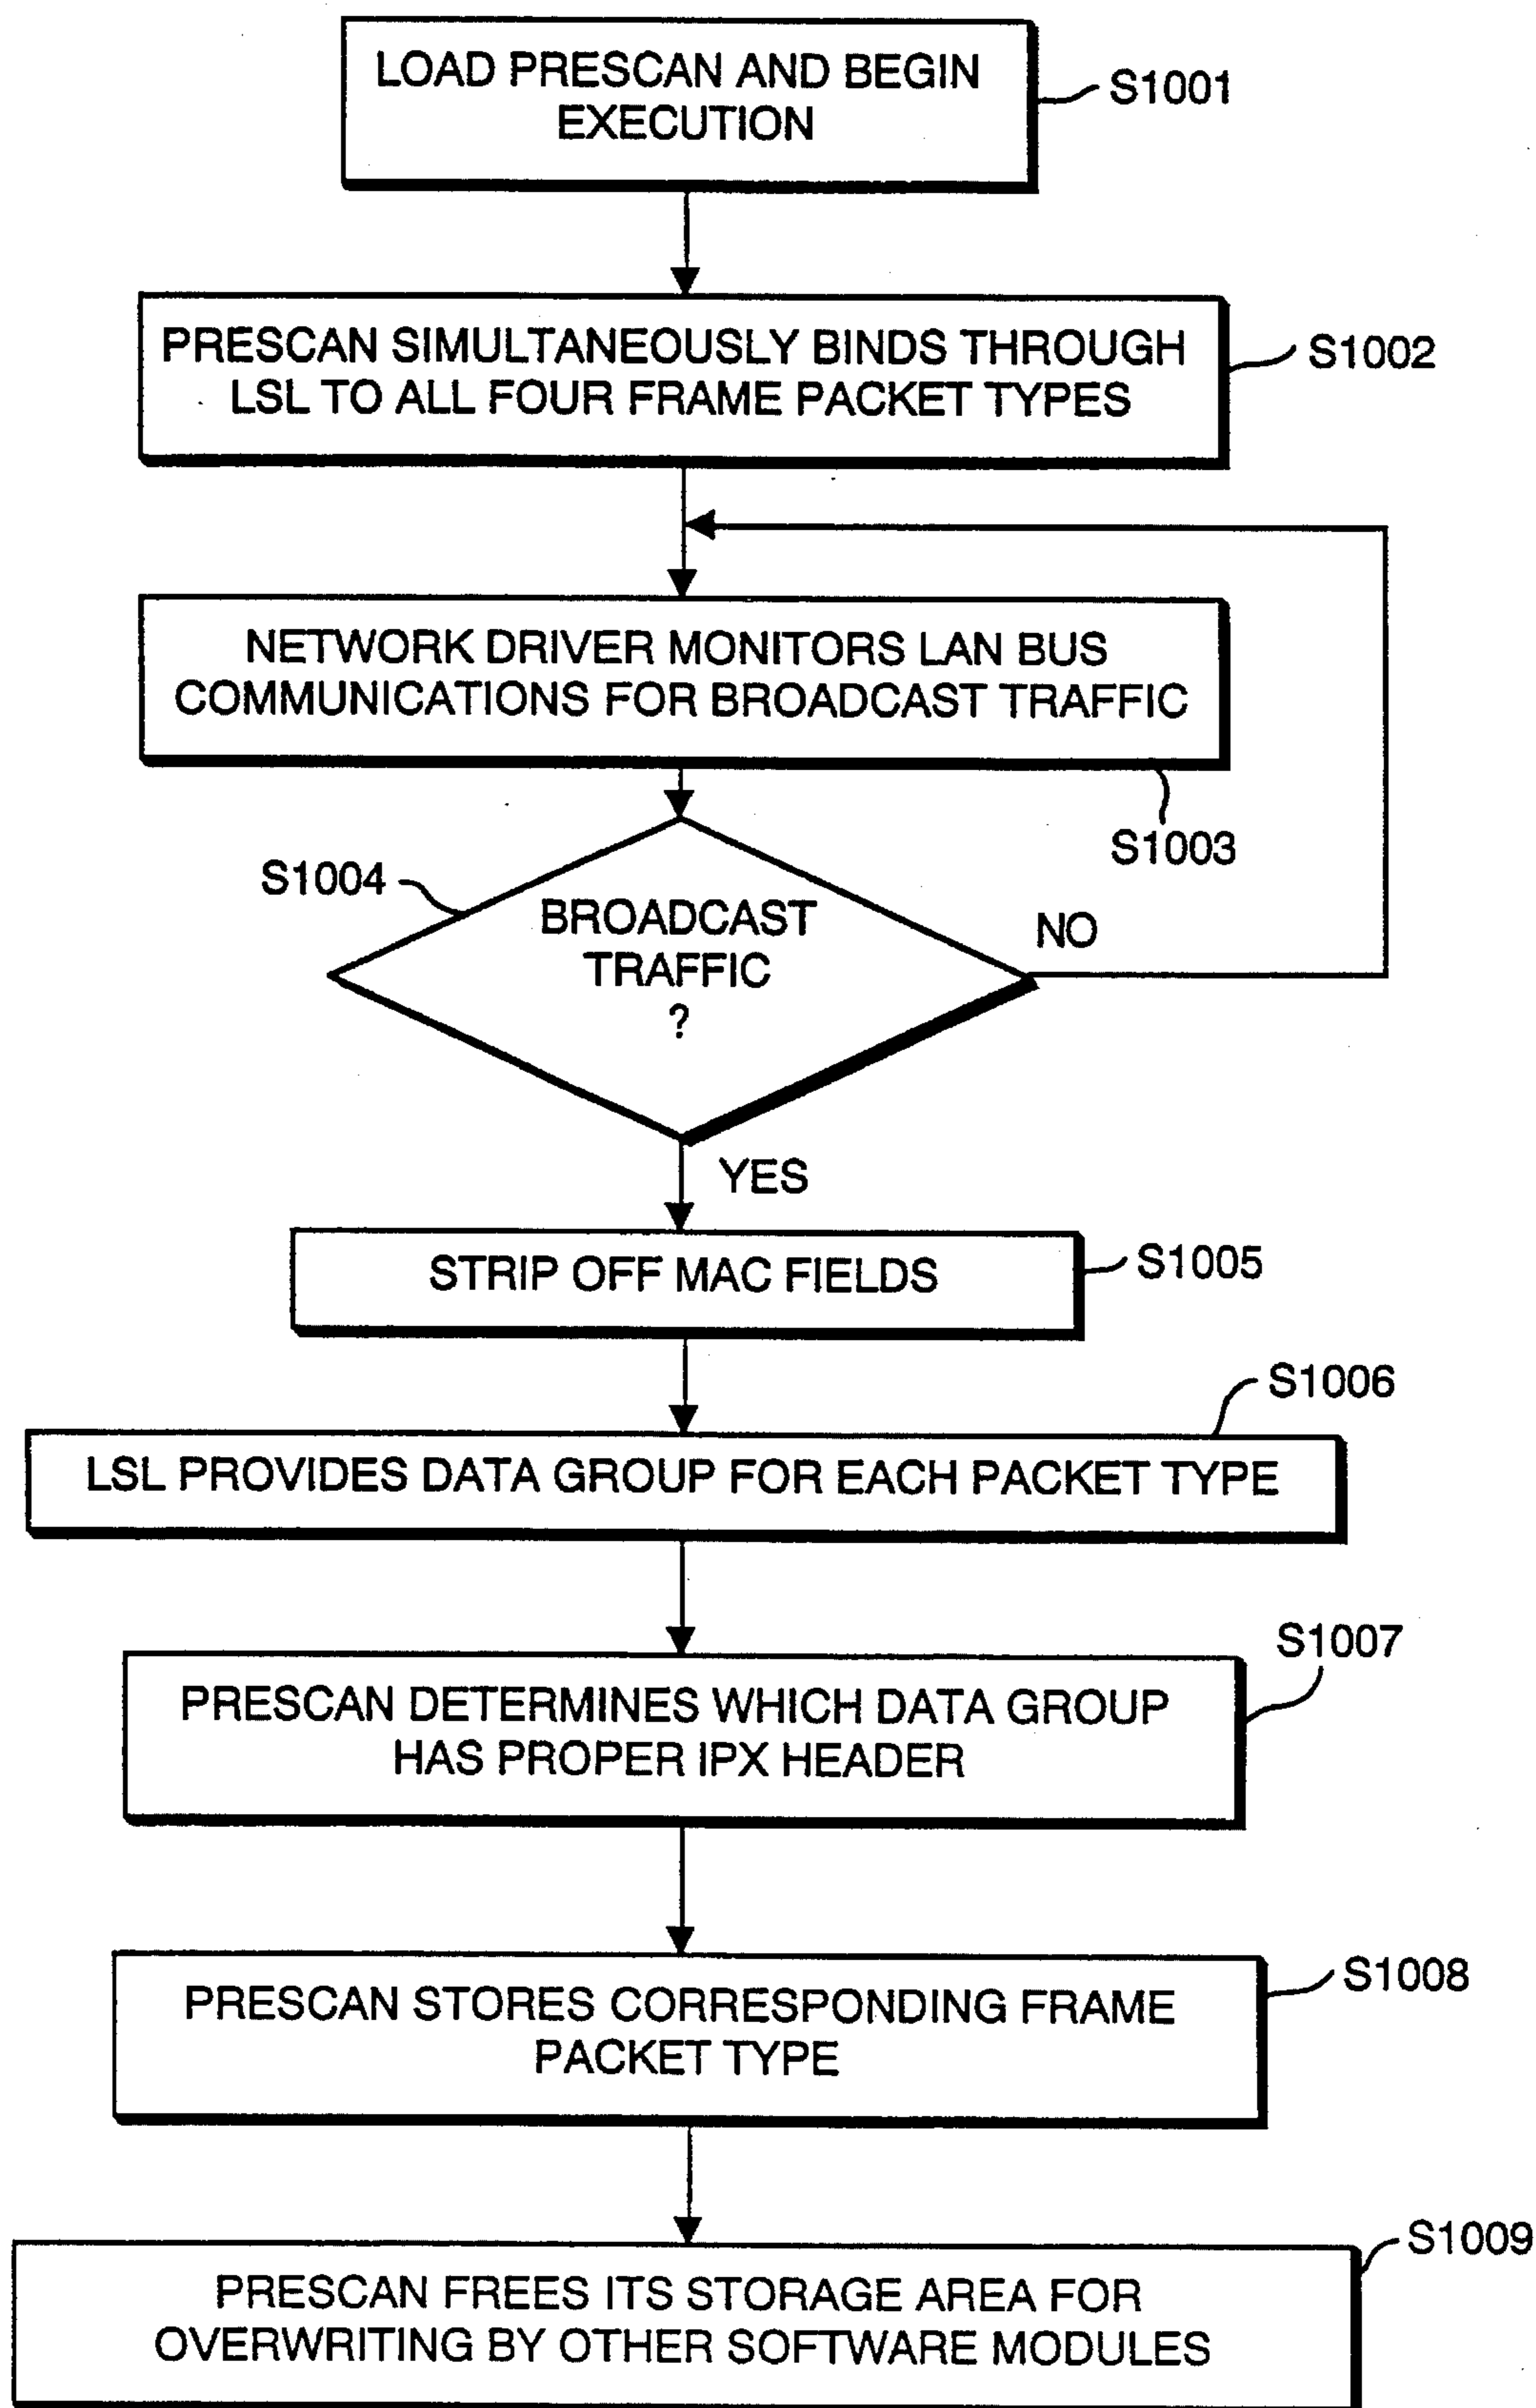 LOAD PRESCAN AND BEGIN
EXECUTION
S1001
PRESCAN SIMULTANEOUSLY BINDS THROUGH
LSL TO ALL FOUR FRAME PACKET TYPES
S1002
NETWORK DRIVER MONITORS LAN BUS
COMMUNICATIONS FOR BROADCAST TRAFFIC
S1003
S1004
BROADCAST
TRAFFIC
?
NO
YES
STRIP OFF MAC FIELDS
S1005
S1006
LSL PROVIDES DATA GROUP FOR EACH PACKET TYPE
S1007
PRESCAN DETERMINES WHICH DATA GROUP
HAS PROPER IPX HEADER
S1008
PRESCAN STORES CORRESPONDING FRAME
PACKET TYPE
S1009
PRESCAN FREES ITS STORAGE AREA FOR
OVERWRITING BY OTHER SOFTWARE MODULES